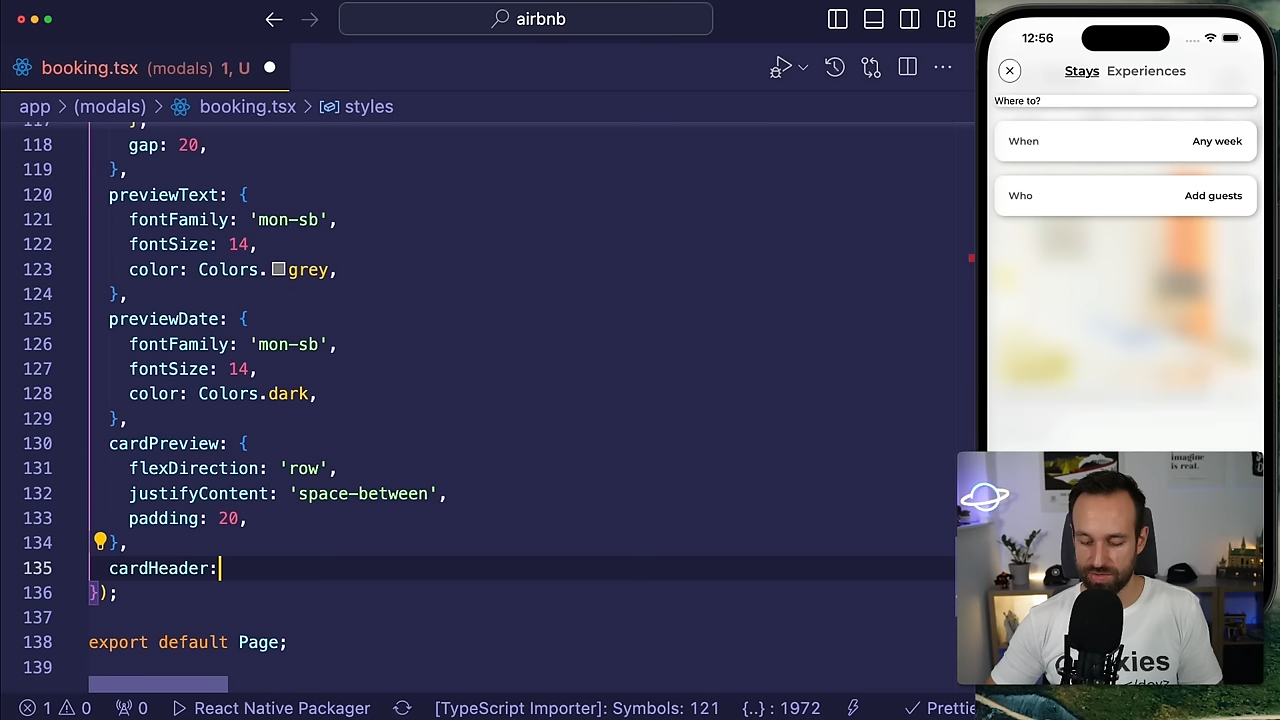 airbnb
booking.tsx (modals) 1, U
app > (modals) > booking.tsx > styles
118 gap: 20,
119 },
120 previewText: {
121 fontFamily: 'mon-sb',
122 fontSize: 14,
123 color: Colors.grey,
124 },
125 previewDate: {
126 fontFamily: 'mon-sb',
127 fontSize: 14,
128 color: Colors.dark,
129 },
130 cardPreview: {
131 flexDirection: 'row',
132 justifyContent: 'space-between',
133 padding: 20,
134 },
135 cardHeader:
136 });
137
138 export default Page;
139
1 0 0 React Native Packager [TypeScript Importer]: Symbols: 121 {..} : 1972
12:56
Stays Experiences
Where to?
When Any week
Who Add guests
imagine
is real.